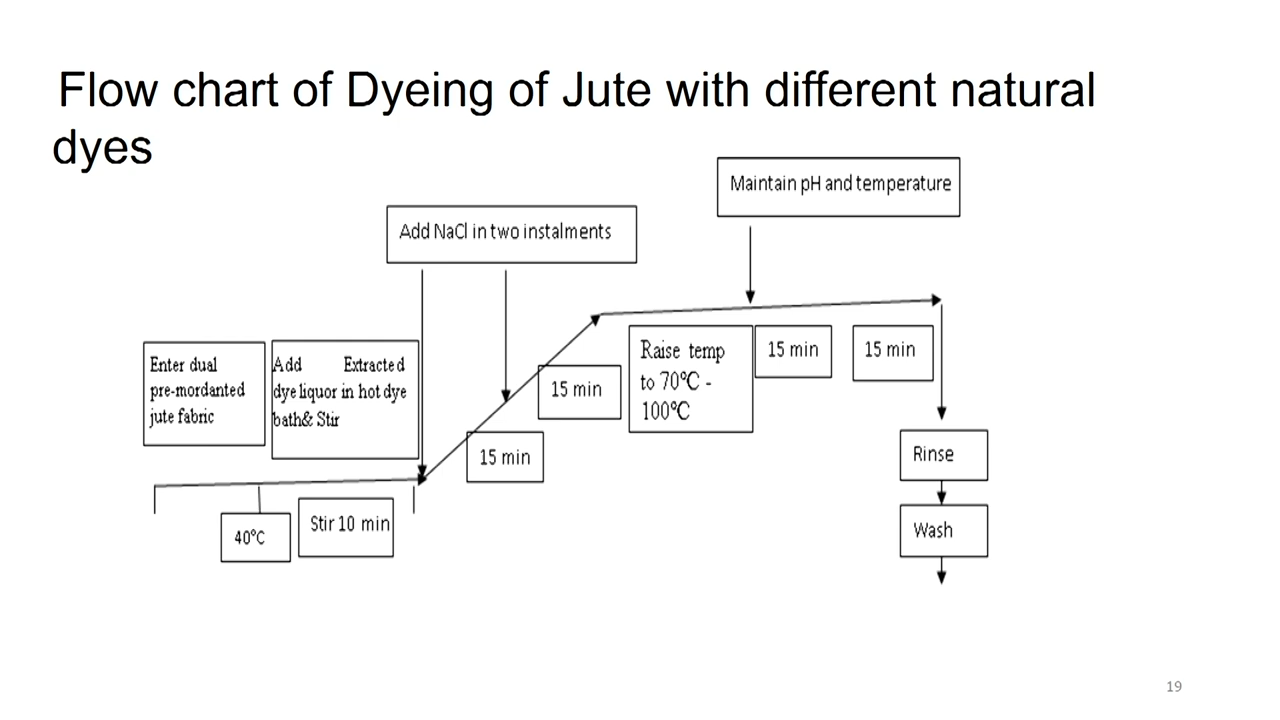 Flow chart of Dyeing of Jute with different natural
dyes
Maintain pH and temperature
Add NaCl in two instalments
Enter dual
pre-mordanted
jute fabric
Add Extracted
dye liquor in hot dye
bath& Stir
15 min
15 min
Raise temp
to 70°C -
100°C
15 min
15 min
40°C
Stir 10 min
Rinse
Wash
19